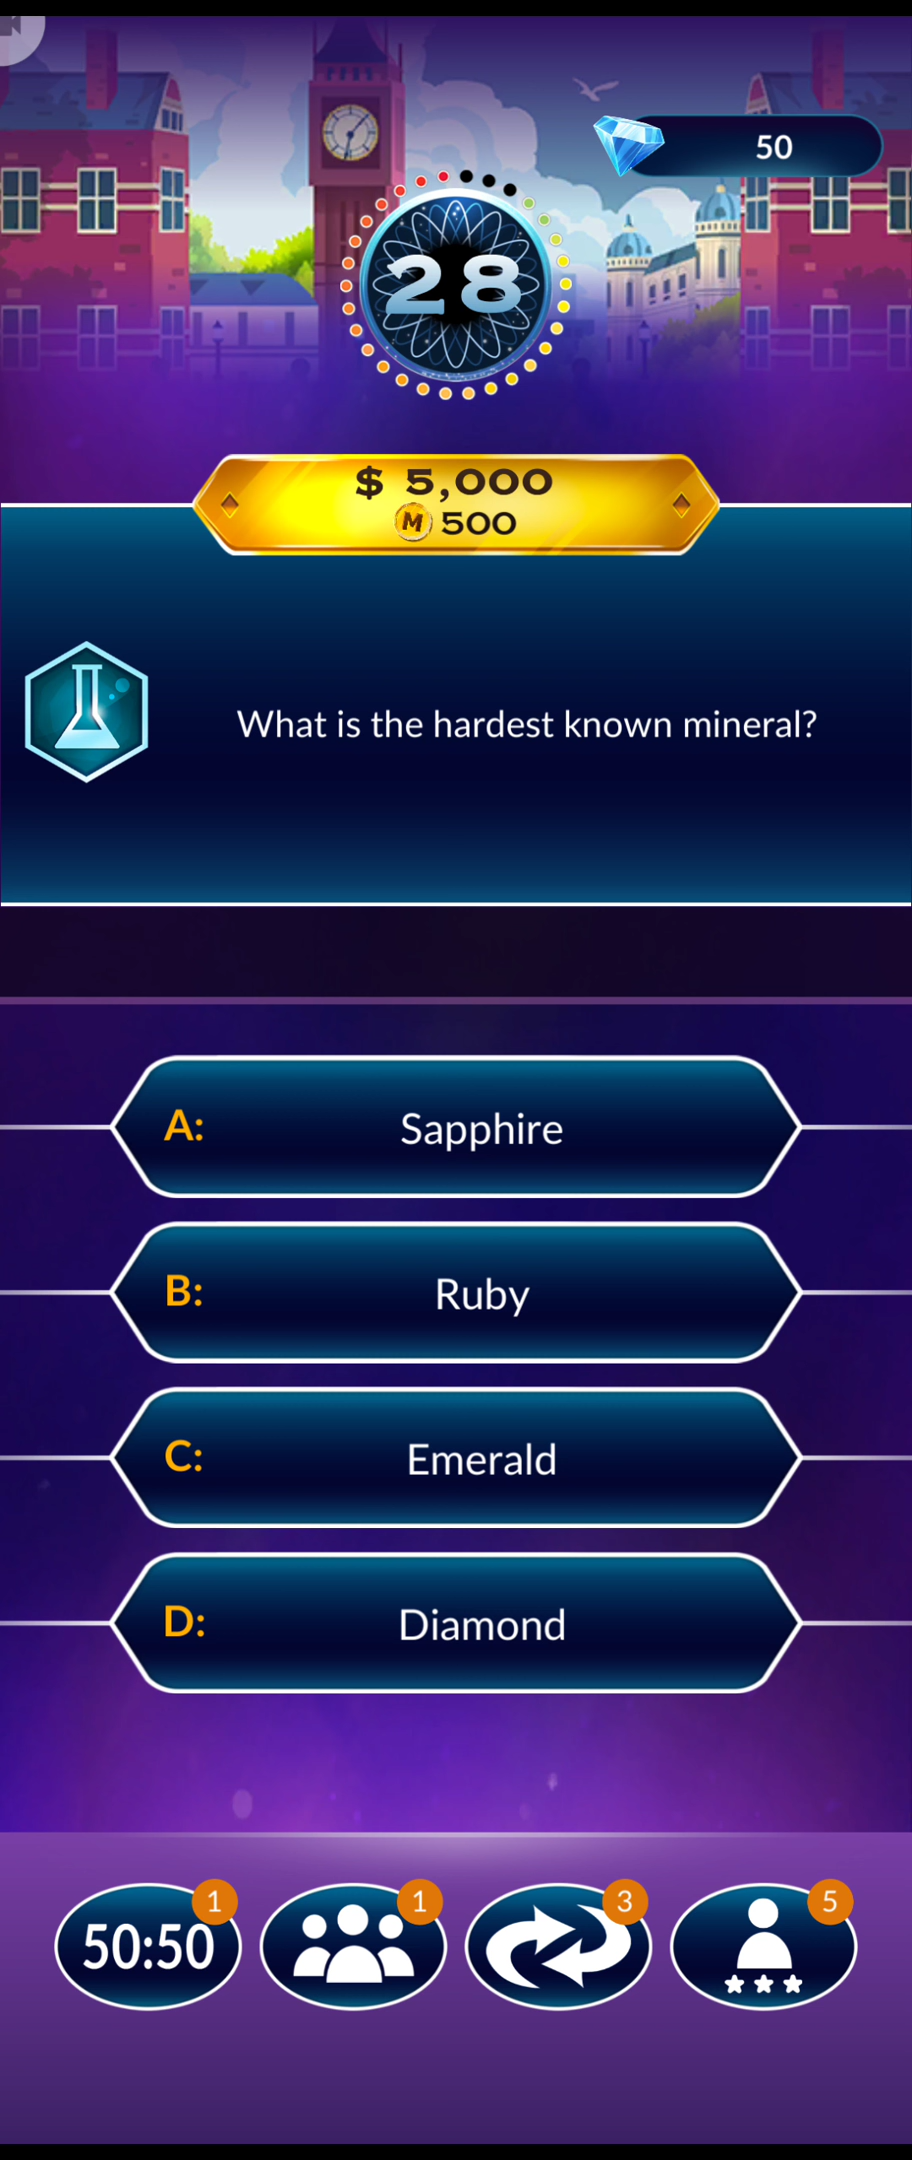 50
28
$ 5,000
M 500
What is the hardest known mineral?
A: Sapphire
B: Ruby
C: Emerald
D: Diamond
50:50 1
1
3
5